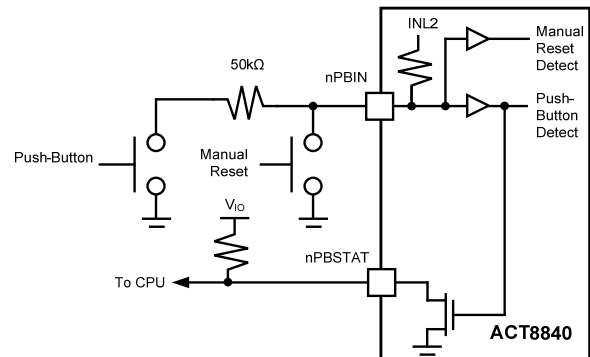 INL2
Manual
Reset
Detect
50kΩ
nPBIN
Push-
Button
Detect
Push-Button
Manual
Reset
VIO
nPBSTAT
To CPU
ACT8840